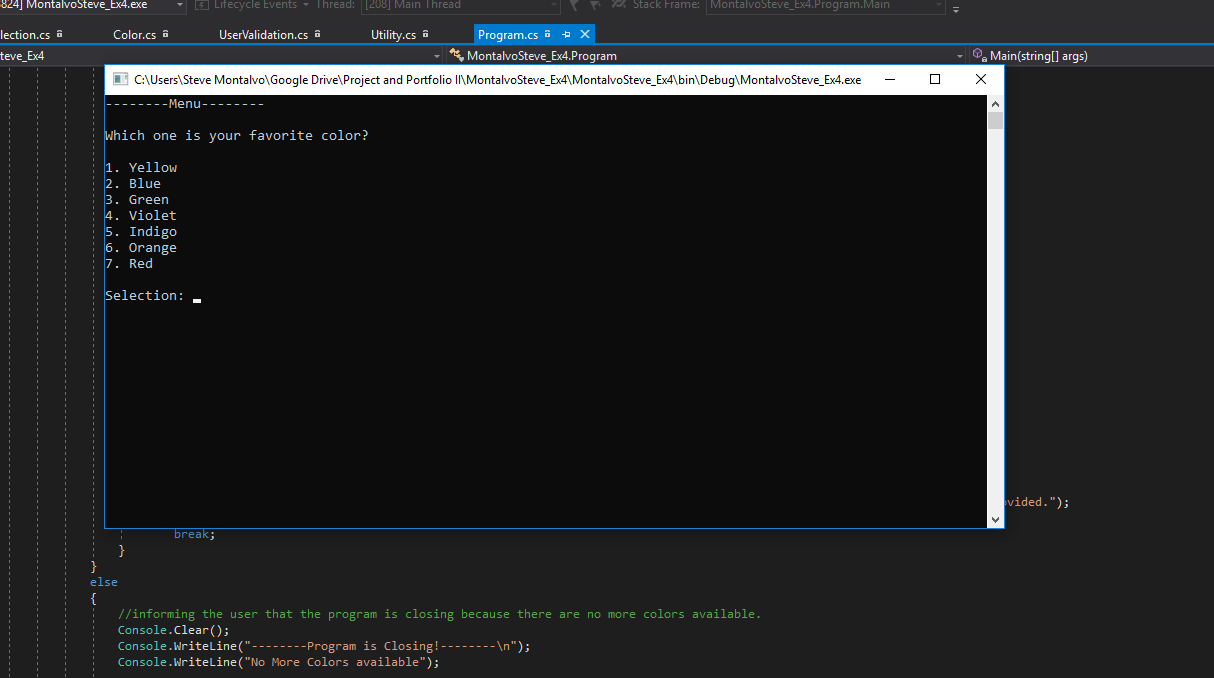 824] MontalvoSteve_Ex4.exe Lifecycle Events Thread: [208] Main Thread Stack Frame: MontalvoSteve_Ex4.Program.Main
lection.cs Color.cs UserValidation.cs Utility.cs Program.cs
teve_Ex4 MontalvoSteve_Ex4.Program Main(string[] args)
C:\Users\Steve Montalvo\Google Drive\Project and Portfolio II\MontalvoSteve_Ex4\MontalvoSteve_Ex4\bin\Debug\MontalvoSteve_Ex4.exe
--------Menu--------
Which one is your favorite color?
1. Yellow
2. Blue
3. Green
4. Violet
5. Indigo
6. Orange
7. Red
Selection:
ovided.");
break;
}
}
else
{
//informing the user that the program is closing because there are no more colors available.
Console.Clear();
Console.WriteLine("--------Program is Closing!--------\n");
Console.WriteLine("No More Colors available");